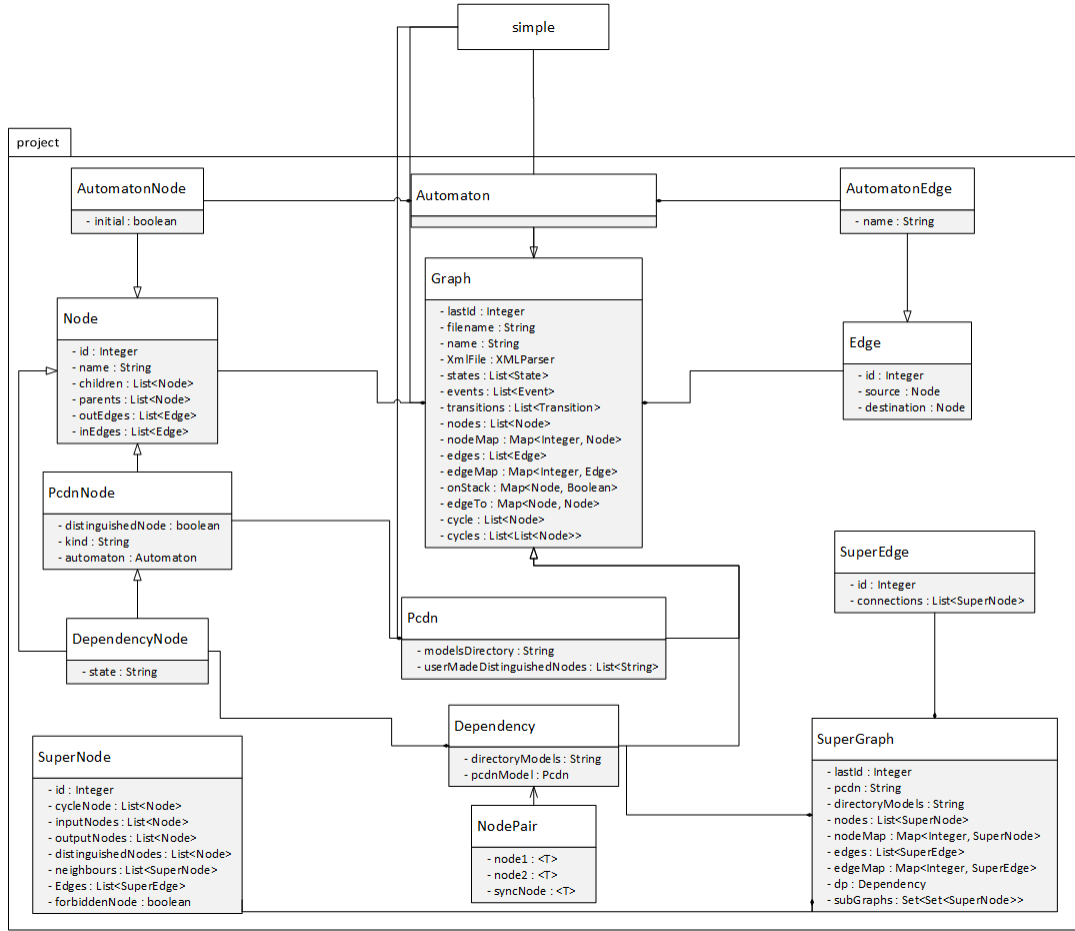 simple
project
AutomatonNode
- initial : boolean
Automaton
AutomatonEdge
- name : String
Node
- id : Integer
- name : String
- children : List<Node>
- parents : List<Node>
- outEdges : List<Edge>
- inEdges : List<Edge>
Graph
- lastId : Integer
- filename : String
- name : String
- XmlFile : XMLParser
- states : List<State>
- events : List<Event>
- transitions : List<Transition>
- nodes : List<Node>
- nodeMap : Map<Integer, Node>
- edges : List<Edge>
- edgeMap : Map<Integer, Edge>
- onStack : Map<Node, Boolean>
- edgeTo : Map<Node, Node>
- cycle : List<Node>
- cycles : List<List<Node>>
Edge
- id : Integer
- source : Node
- destination : Node
PcdnNode
- distinguishedNode : boolean
- kind : String
- automaton : Automaton
SuperEdge
- id : Integer
- connections : List<SuperNode>
DependencyNode
- state : String
Pcdn
- modelsDirectory : String
- userMadeDistinguishedNodes : List<String>
Dependency
- directoryModels : String
- pcdnModel : Pcdn
SuperNode
- id : Integer
- cycleNode : List<Node>
- inputNodes : List<Node>
- outputNodes : List<Node>
- distinguishedNodes : List<Node>
- neighbours : List<SuperNode>
- Edges : List<SuperEdge>
- forbiddenNode : boolean
NodePair
- node1 : <T>
- node2 : <T>
- syncNode : <T>
SuperGraph
- lastId : Integer
- pcdn : String
- directoryModels : String
- nodes : List<SuperNode>
- nodeMap : Map<Integer, SuperNode>
- edges : List<SuperEdge>
- edgeMap : Map<Integer, SuperEdge>
- dp : Dependency
- subGraphs : Set<Set<SuperNode>>